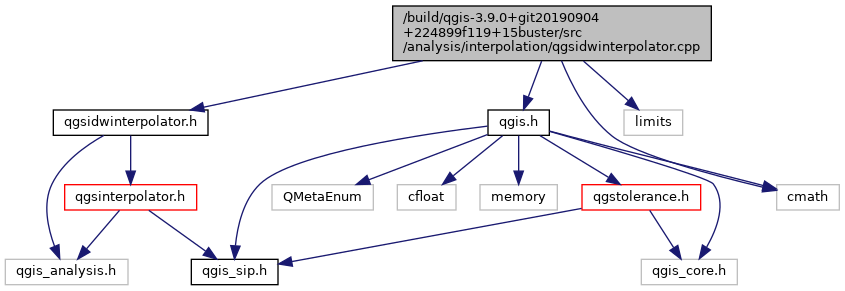 /build/qgis-3.9.0+git20190904
+224899f119+15buster/src
/analysis/interpolation/qgsidwinterpolator.cpp
qgsidwinterpolator.h
qgis.h
limits
qgsinterpolator.h
QMetaEnum
cfloat
memory
qgstolerance.h
cmath
qgis_analysis.h
qgis_sip.h
qgis_core.h